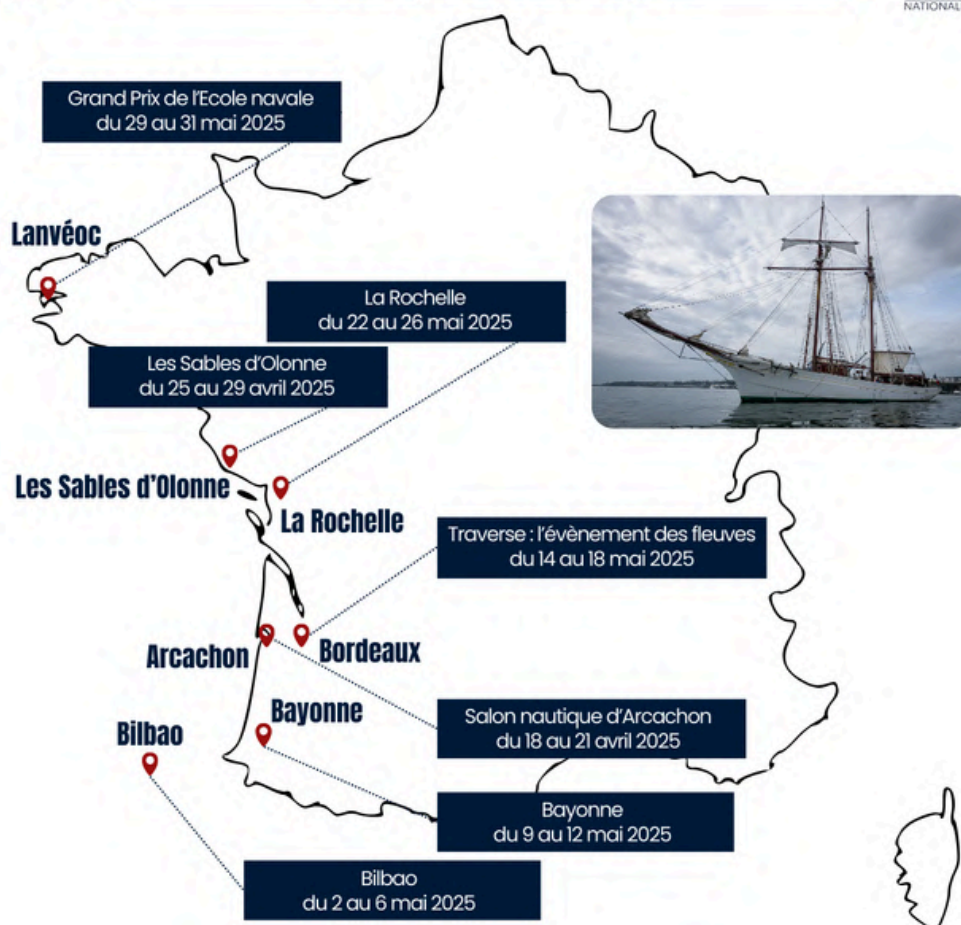 NATIONAL
Grand Prix de l'Ecole navale
du 29 au 31 mai 2025
Lanvéoc
La Rochelle
du 22 au 26 mai 2025
Les Sables d'Olonne
du 25 au 29 avril 2025
Les Sables d'Olonne
La Rochelle
Traverse : l'évènement des fleuves
du 14 au 18 mai 2025
Arcachon
Bordeaux
Bayonne
Bilbao
Salon nautique d'Arcachon
du 18 au 21 avril 2025
Bayonne
du 9 au 12 mai 2025
Bilbao
du 2 au 6 mai 2025